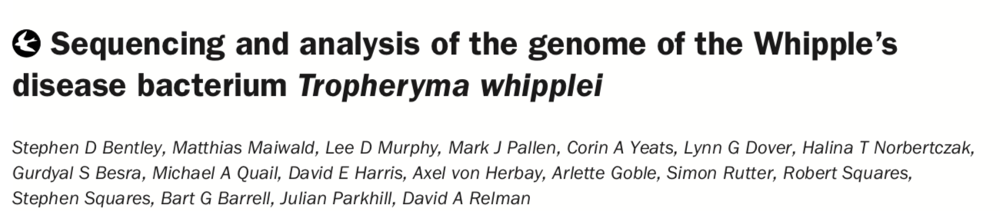 Sequencing and analysis of the genome of the Whipple’s
disease bacterium Tropheryma whipplei
Stephen D Bentley, Matthias Maiwald, Lee D Murphy, Mark J Pallen, Corin A Yeats, Lynn G Dover, Halina T Norbertczak,
Gurdyal S Besra, Michael A Quail, David E Harris, Axel von Herbay, Arlette Goble, Simon Rutter, Robert Squares,
Stephen Squares, Bart G Barrell, Julian Parkhill, David A Relman